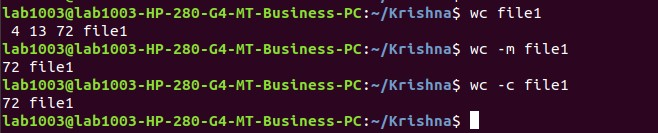 lab1003@lab1003-HP-280-G4-MT-Business-PC:~/Krishna$ wc file1
 4 13 72 file1
lab1003@lab1003-HP-280-G4-MT-Business-PC:~/Krishna$ wc -m file1
72 file1
lab1003@lab1003-HP-280-G4-MT-Business-PC:~/Krishna$ wc -c file1
72 file1
lab1003@lab1003-HP-280-G4-MT-Business-PC:~/Krishna$